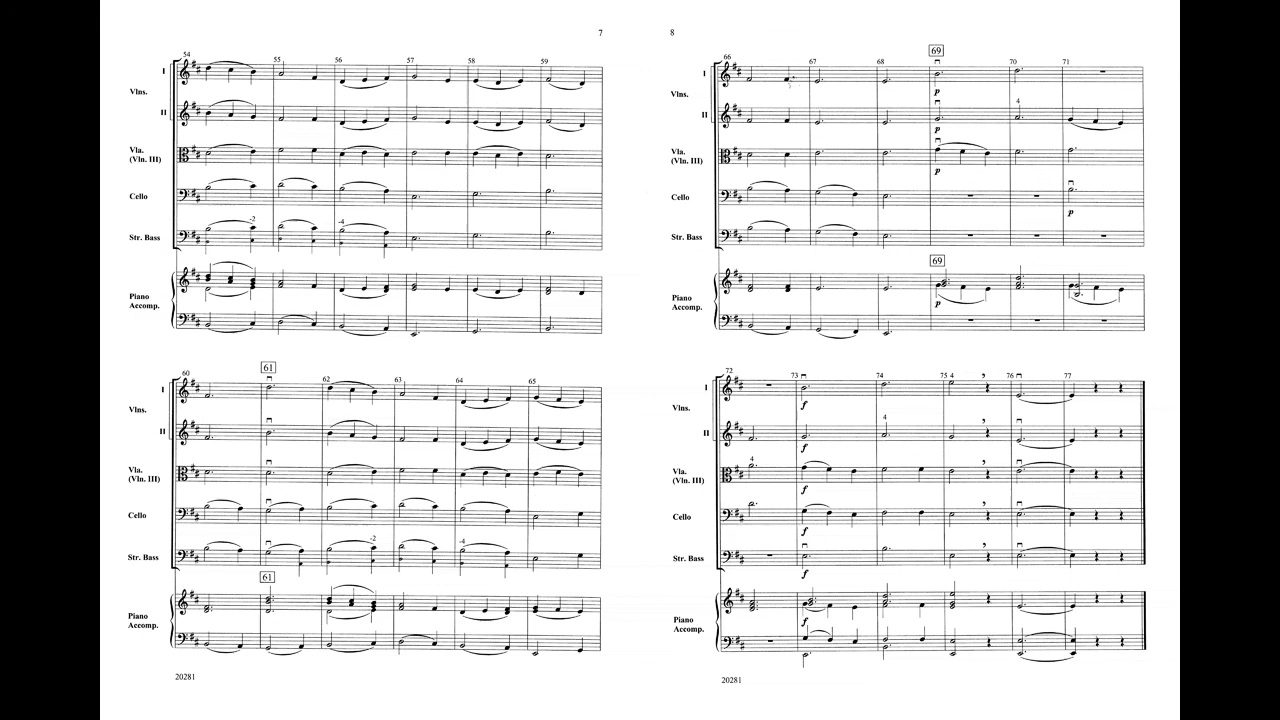 7
54 55 56 57 58 59
I
Vlns.
II
Vla.
(Vln. III)
Cello
-2 -4
Str. Bass
Piano
Accomp.
60 61 62 63 64 65
I
Vlns.
II
Vla.
(Vln. III)
Cello
-2 -4
Str. Bass
61
Piano
Accomp.
20281
8
66 67 68 69 70 71
I
p
Vlns.
4
II
p
Vla.
(Vln. III)
p
Cello
p
Str. Bass
69
Piano
Accomp.
p
72 73 74 75 4 76 77
I
f
Vlns.
4
II
f
4
Vla.
(Vln. III)
f
Cello
f
Str. Bass
f
Piano
Accomp.
f
20281